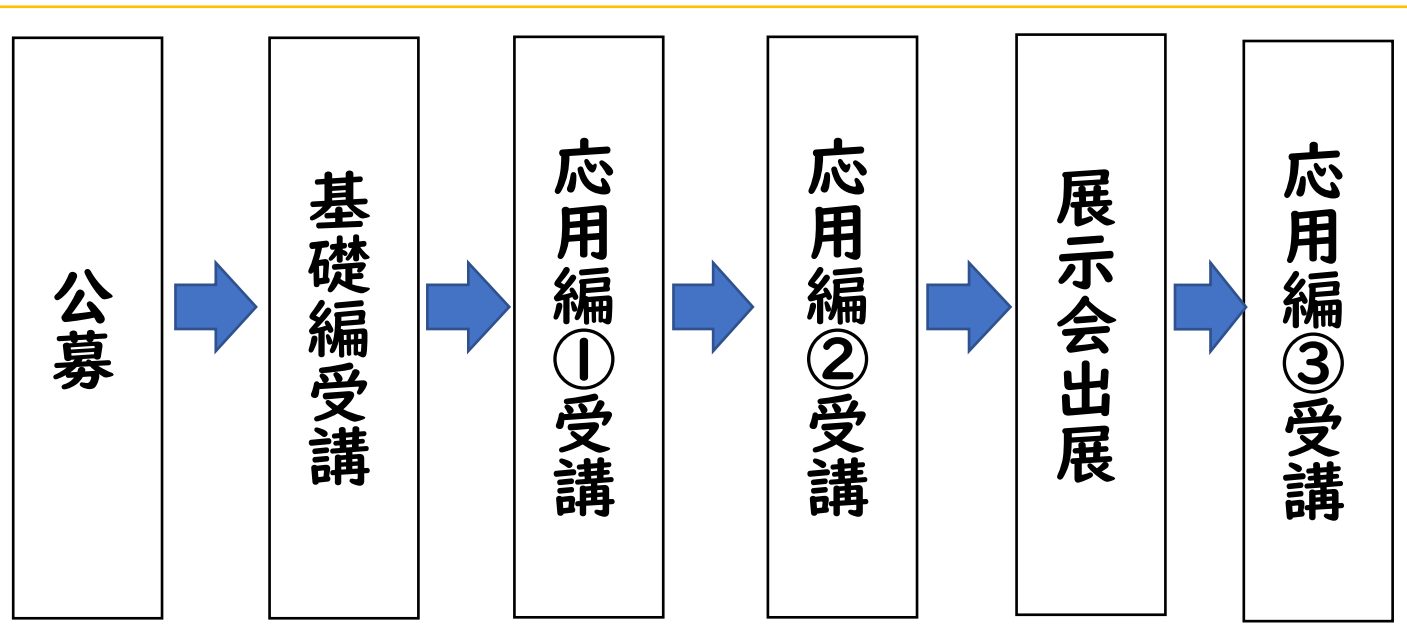 公募
基礎編受講
応用編①受講
応用編②受講
展示会出展
応用編③受講